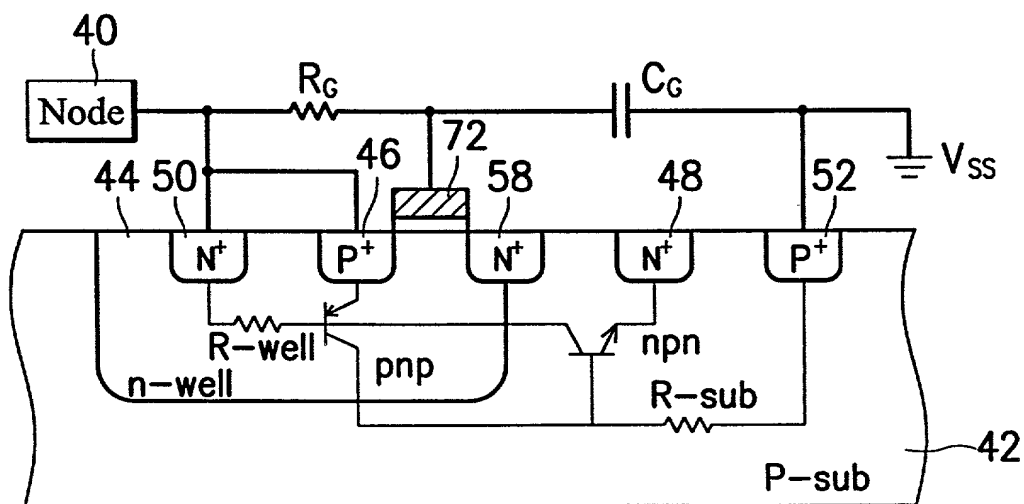 40
Node
R_G
C_G
72
V_SS
44 50 46 58 48 52
N+ P+ N+ N+ P+
R-well
pnp
npn
n-well
R-sub
42
P-sub